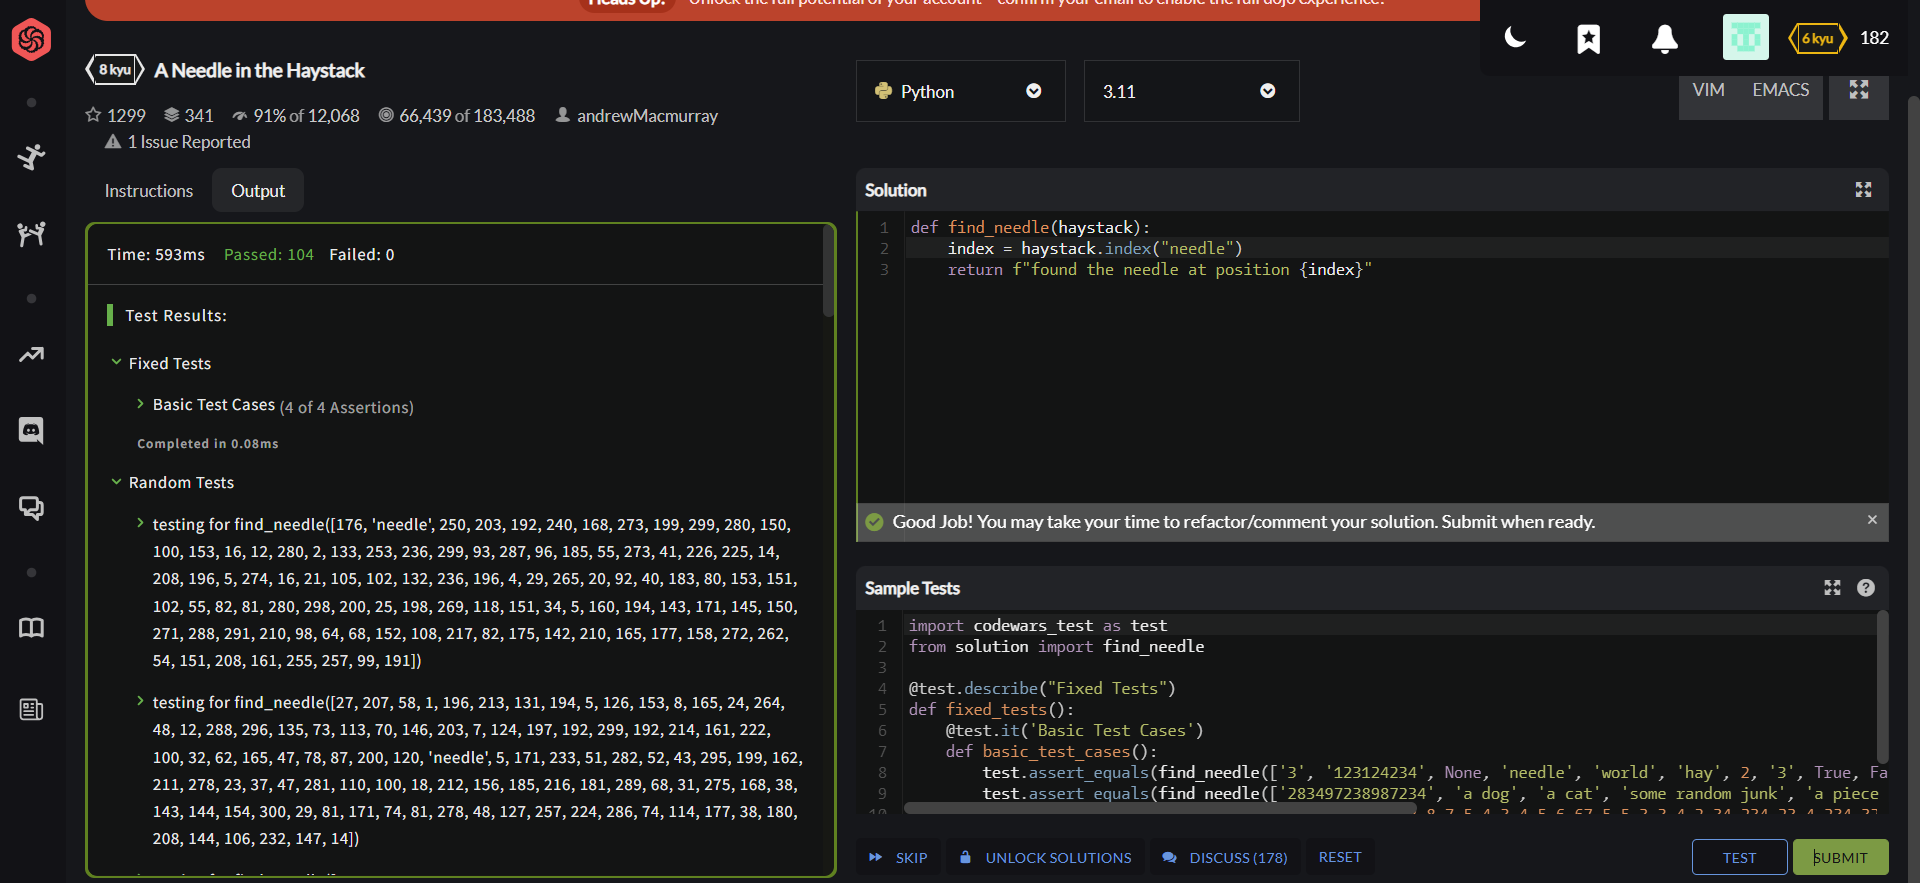 Heads Up! Unlock the full potential of your account - confirm your email to enable the full dojo experience!
6 kyu 182
8 kyu A Needle in the Haystack
1299 341 91% of 12,068 66,439 of 183,488 andrewMacmurray
1 Issue Reported
Python
3.11
VIM EMACS
Instructions Output
Time: 593ms Passed: 104 Failed: 0
Test Results:
Fixed Tests
Basic Test Cases (4 of 4 Assertions)
Completed in 0.08ms
Random Tests
testing for find_needle([176, 'needle', 250, 203, 192, 240, 168, 273, 199, 299, 280, 150,
100, 153, 16, 12, 280, 2, 133, 253, 236, 299, 93, 287, 96, 185, 55, 273, 41, 226, 225, 14,
208, 196, 5, 274, 16, 21, 105, 102, 132, 236, 196, 4, 29, 265, 20, 92, 40, 183, 80, 153, 151,
102, 55, 82, 81, 280, 298, 200, 25, 198, 269, 118, 151, 34, 5, 160, 194, 143, 171, 145, 150,
271, 288, 291, 210, 98, 64, 68, 152, 108, 217, 82, 175, 142, 210, 165, 177, 158, 272, 262,
54, 151, 208, 161, 255, 257, 99, 191])
testing for find_needle([27, 207, 58, 1, 196, 213, 131, 194, 5, 126, 153, 8, 165, 24, 264,
48, 12, 288, 296, 135, 73, 113, 70, 146, 203, 7, 124, 197, 192, 299, 192, 214, 161, 222,
100, 32, 62, 165, 47, 78, 87, 200, 120, 'needle', 5, 171, 233, 51, 282, 52, 43, 295, 199, 162,
211, 278, 23, 37, 47, 281, 110, 100, 18, 212, 156, 185, 216, 181, 289, 68, 31, 275, 168, 38,
143, 144, 154, 300, 29, 81, 171, 74, 81, 278, 48, 127, 257, 224, 286, 74, 114, 177, 38, 180,
208, 144, 106, 232, 147, 14])
Solution
1 def find_needle(haystack):
2 index = haystack.index("needle")
3 return f"found the needle at position {index}"
Good Job! You may take your time to refactor/comment your solution. Submit when ready.
Sample Tests
1 import codewars_test as test
2 from solution import find_needle
3
4 @test.describe("Fixed Tests")
5 def fixed_tests():
6 @test.it('Basic Test Cases')
7 def basic_test_cases():
8 test.assert_equals(find_needle(['3', '123124234', None, 'needle', 'world', 'hay', 2, '3', True, Fa
9 test.assert_equals(find_needle(['283497238987234', 'a dog', 'a cat', 'some random junk', 'a piece
10
SKIP UNLOCK SOLUTIONS DISCUSS (178) RESET TEST SUBMIT